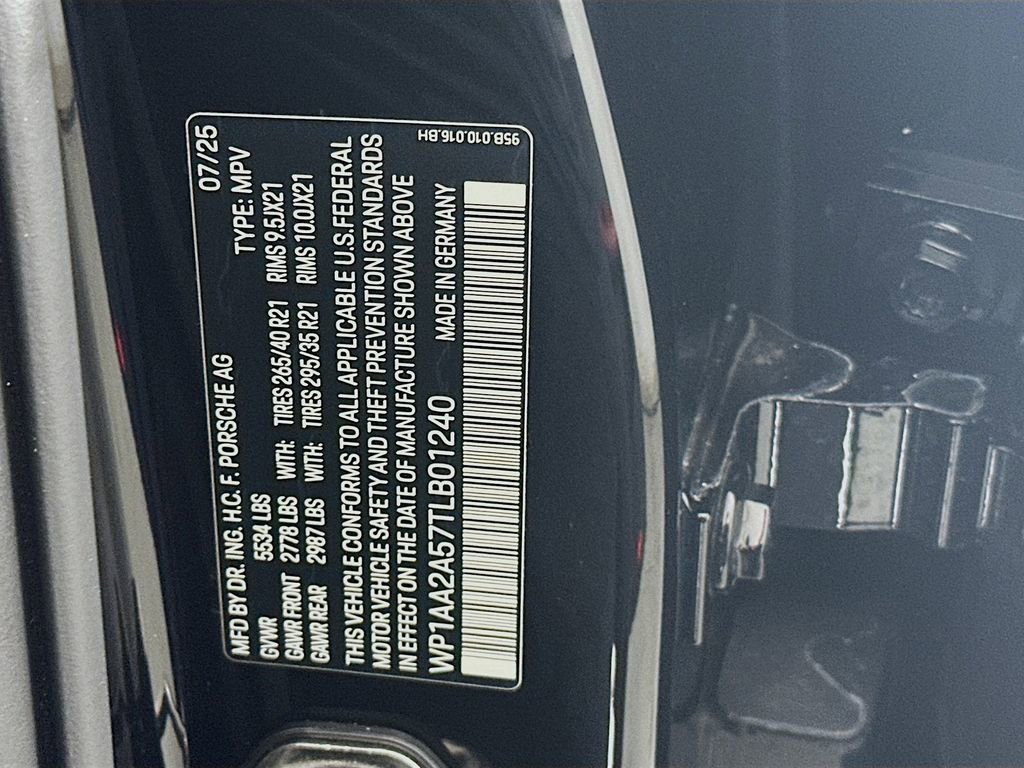 07/25
MFD BY DR. ING. H.C. F. PORSCHE AG TYPE: MPV
GVWR 5534 LBS
GAWR FRONT 2778 LBS WITH: TIRES 265/40 R21 RIMS 9.5JX21
GAWR REAR 2987 LBS WITH: TIRES 295/35 R21 RIMS 10.0JX21
THIS VEHICLE CONFORMS TO ALL APPLICABLE U.S. FEDERAL
MOTOR VEHICLE SAFETY AND THEFT PREVENTION STANDARDS
IN EFFECT ON THE DATE OF MANUFACTURE SHOWN ABOVE
WP1AA2A57TLB01240 MADE IN GERMANY
95B.010.016.BH